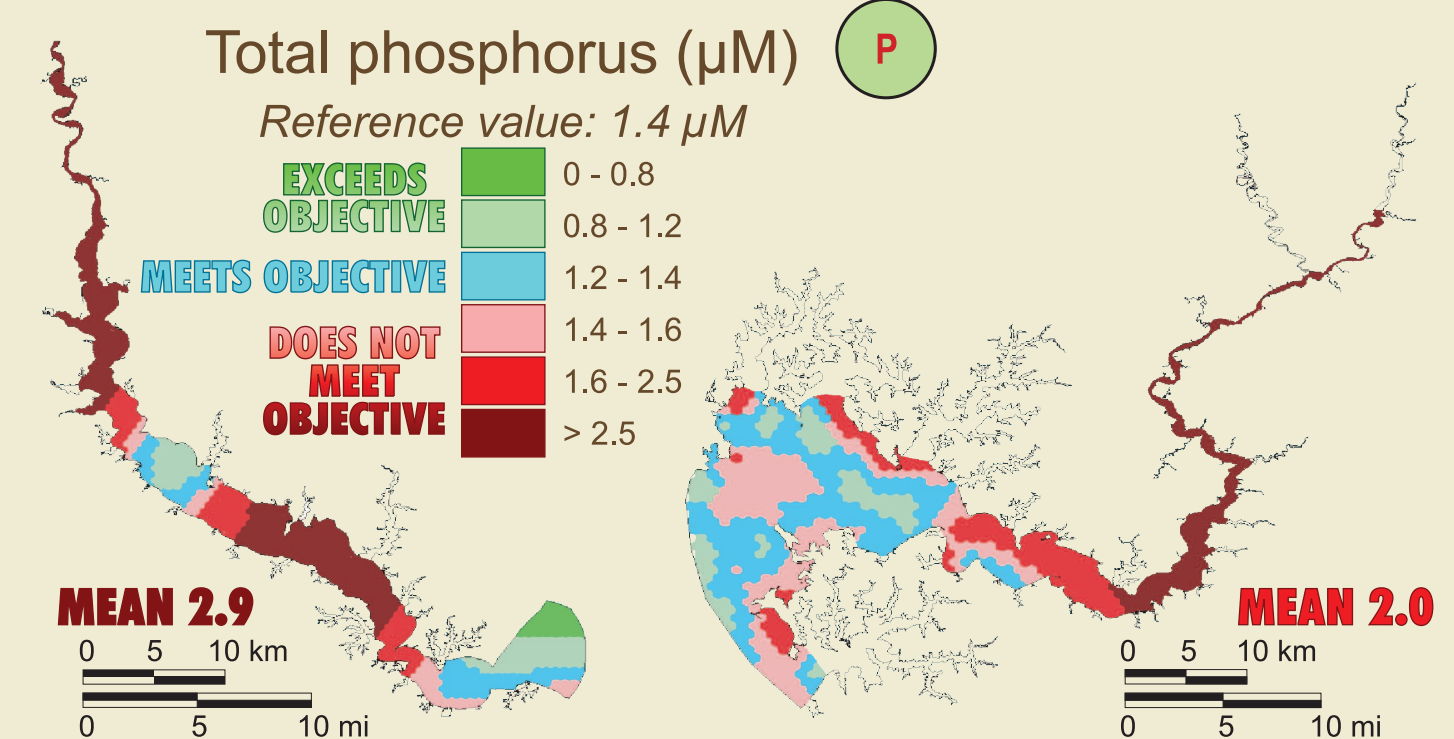 Total phosphorus (µM)
P
Reference value: 1.4 µM
EXCEEDS
OBJECTIVE
0 - 0.8
0.8 - 1.2
MEETS OBJECTIVE
1.2 - 1.4
DOES NOT
MEET
OBJECTIVE
1.4 - 1.6
1.6 - 2.5
> 2.5
MEAN 2.9
0 5 10 km
0 5 10 mi
MEAN 2.0
0 5 10 km
0 5 10 mi